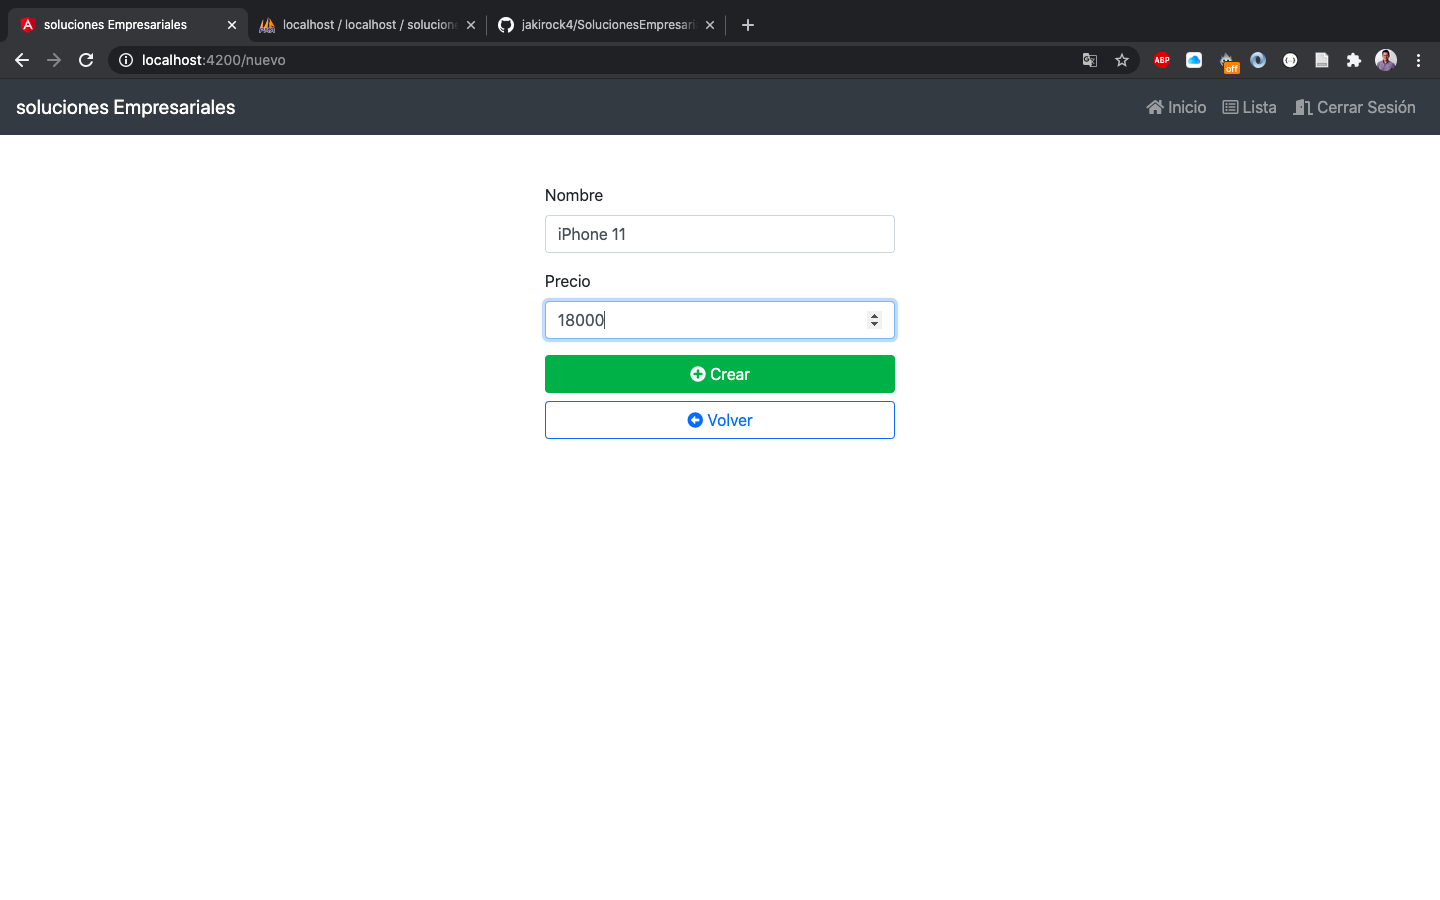 soluciones Empresariales
localhost / localhost / solucione
jakirock4/SolucionesEmpresari
localhost:4200/nuevo
ABP
off
soluciones Empresariales
Inicio
Lista
Cerrar Sesión
Nombre
iPhone 11
Precio
18000
Crear
Volver